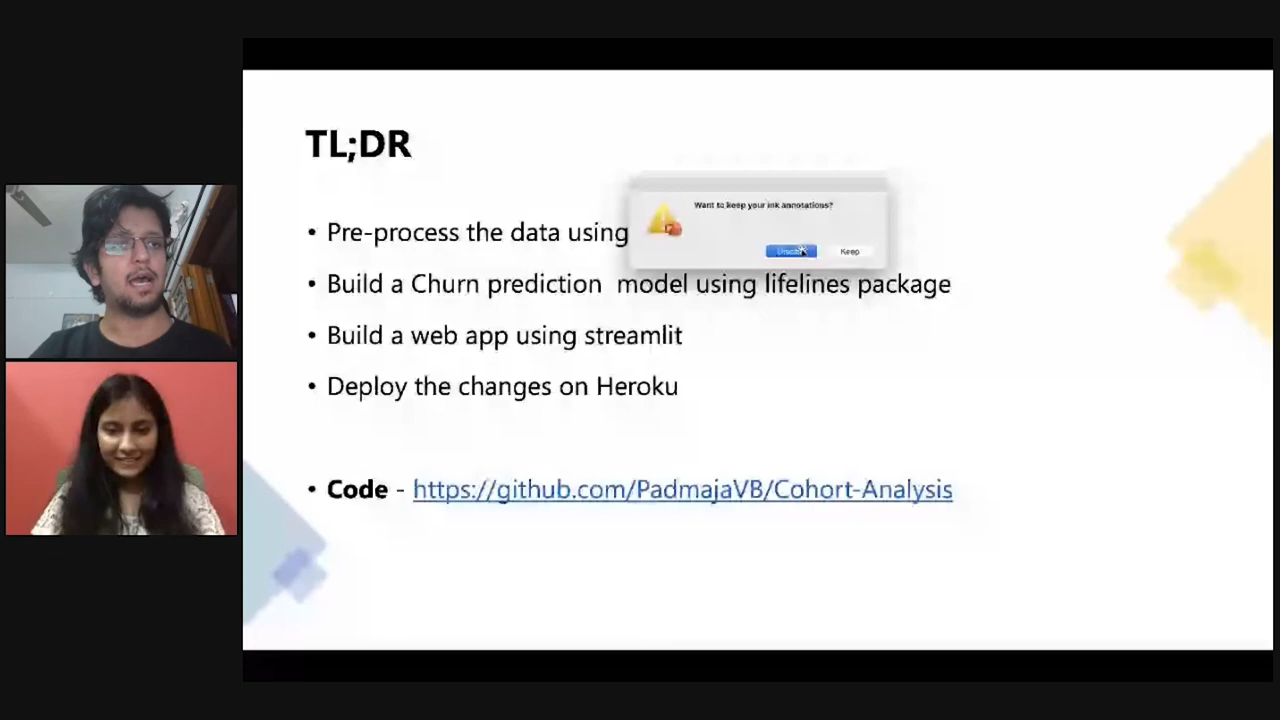 TL;DR
Want to keep your ink annotations?
• Pre-process the data using
Keep
• Build a Churn prediction model using lifelines package
• Build a web app using streamlit
• Deploy the changes on Heroku
• Code - https://github.com/PadmajaVB/Cohort-Analysis